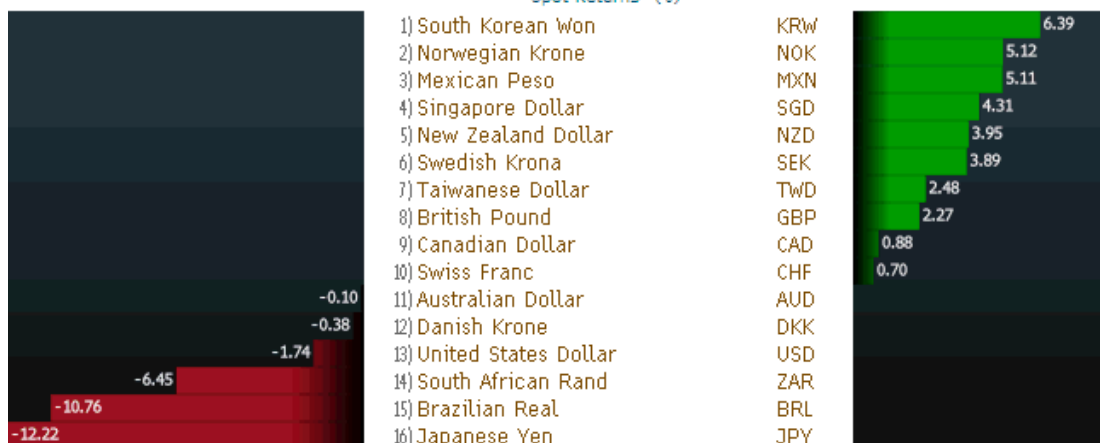 Spot Returns (%)
1) South Korean Won KRW 6.39
2) Norwegian Krone NOK 5.12
3) Mexican Peso MXN 5.11
4) Singapore Dollar SGD 4.31
5) New Zealand Dollar NZD 3.95
6) Swedish Krona SEK 3.89
7) Taiwanese Dollar TWD 2.48
8) British Pound GBP 2.27
9) Canadian Dollar CAD 0.88
10) Swiss Franc CHF 0.70
-0.10 11) Australian Dollar AUD
-0.38 12) Danish Krone DKK
-1.74 13) United States Dollar USD
-6.45 14) South African Rand ZAR
-10.76 15) Brazilian Real BRL
-12.22 16) Japanese Yen JPY